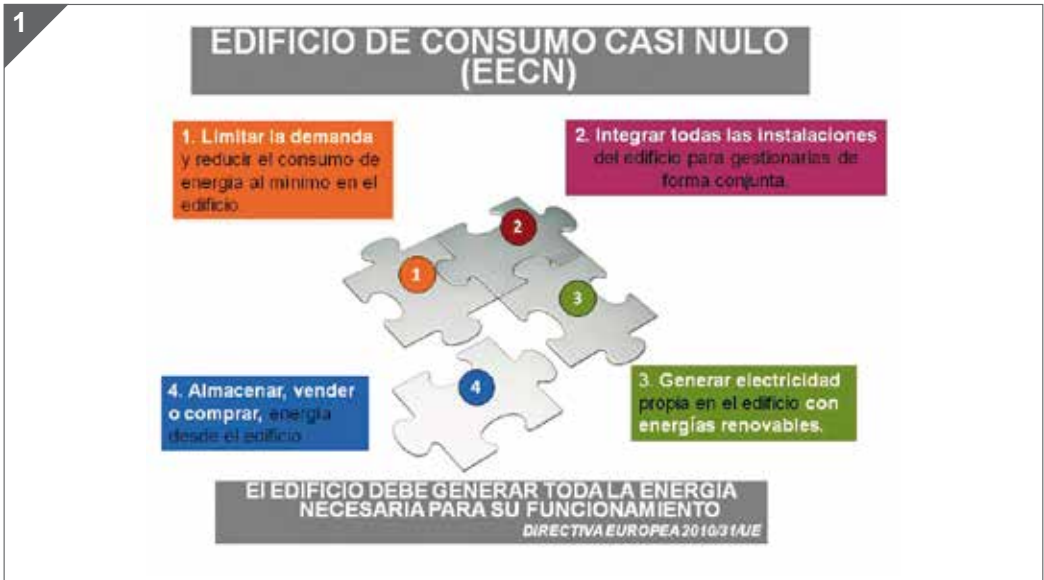 1
EDIFICIO DE CONSUMO CASI NULO
(EECN)
1. Limitar la demanda
y reducir el consumo de
energía al mínimo en el
edificio.
2. Integrar todas las instalaciones
del edificio para gestionarlas de
forma conjunta.
2
1
3
4
4. Almacenar, vender
o comprar, energía
desde el edificio
3. Generar electricidad
propia en el edificio con
energías renovables.
El EDIFICIO DEBE GENERAR TODA LA ENERGIA
NECESARIA PARA SU FUNCIONAMIENTO
DIRECTIVA EUROPEA 2010/31/UE